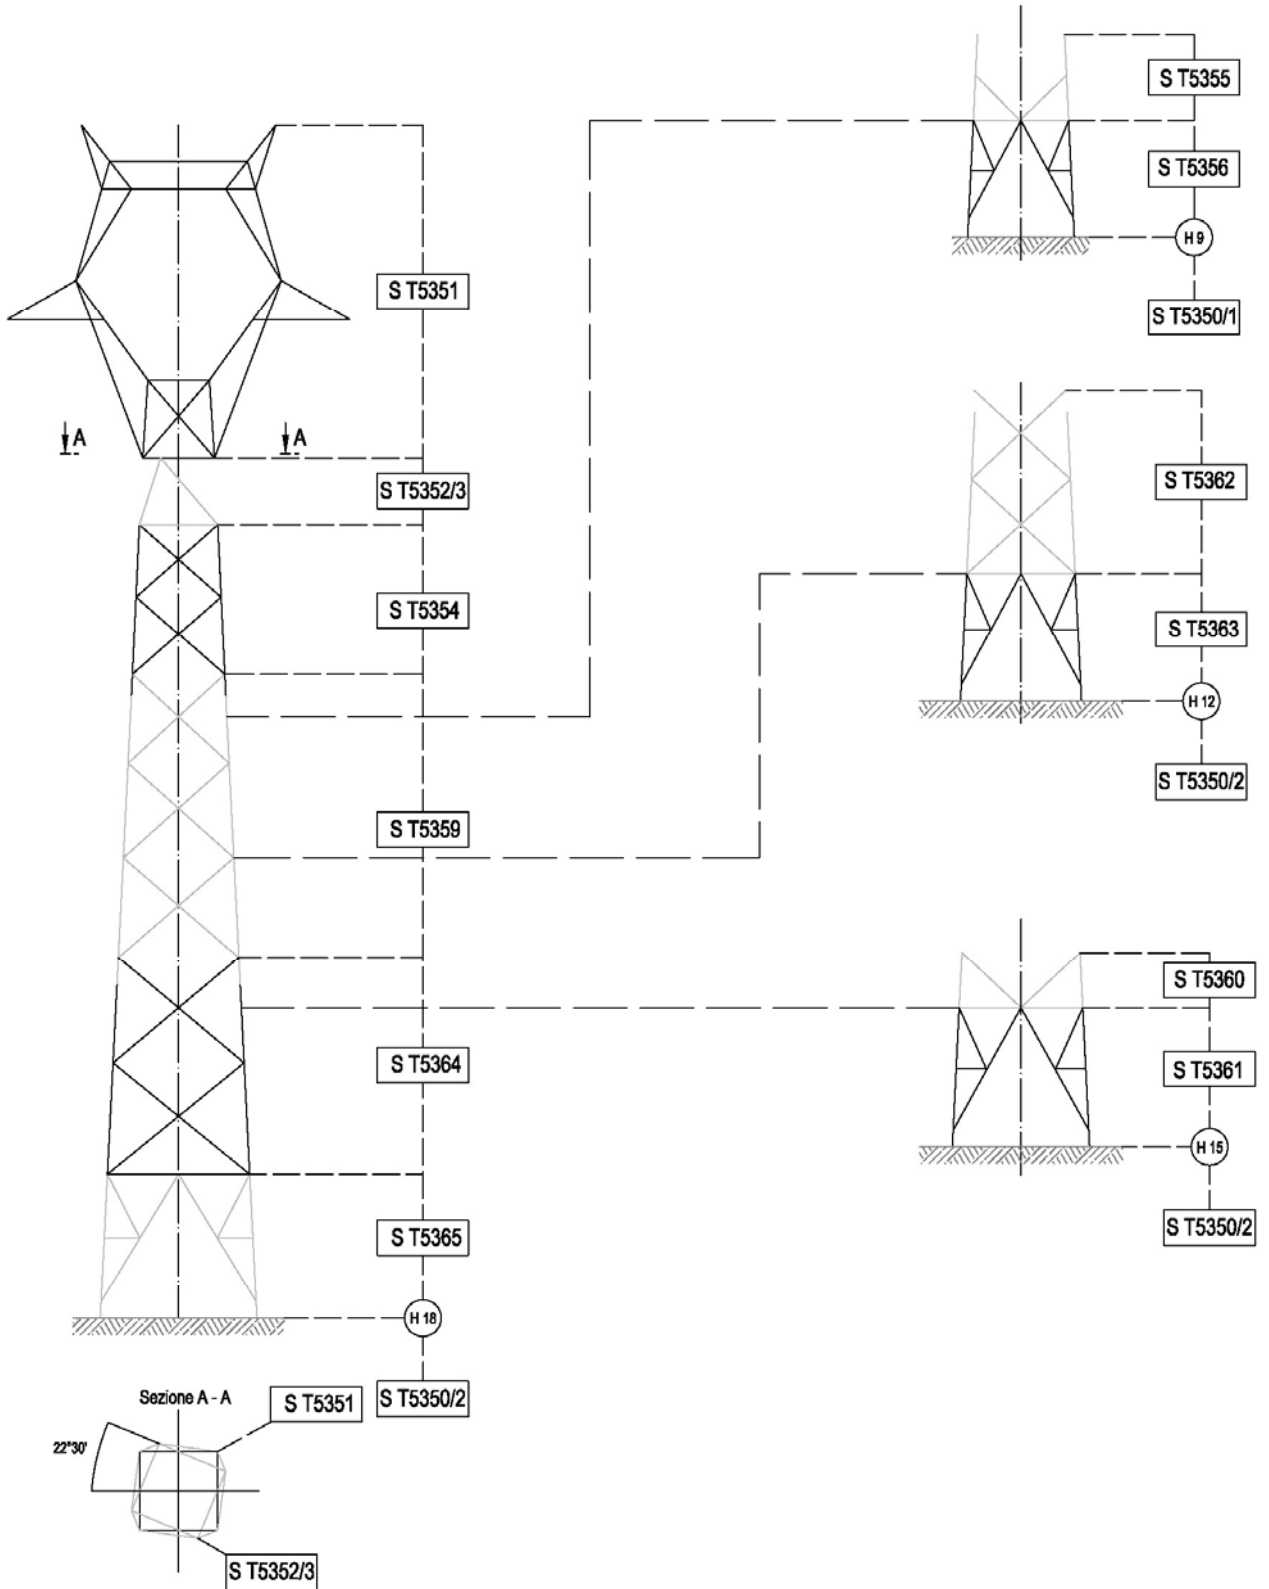 S T5351
A
A
S T5352/3
S T5354
S T5359
S T5364
S T5365
H 18
S T5350/2
Sezione A - A
S T5351
22°30'
S T5352/3
S T5355
S T5356
H 9
S T5350/1
S T5362
S T5363
H 12
S T5350/2
S T5360
S T5361
H 15
S T5350/2